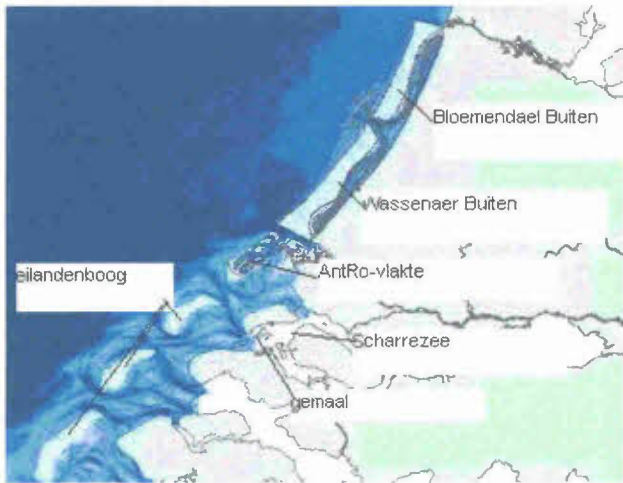 Bloemendael Buiten
Wassenaer Buiten
eilandenboog
AntRo-vlakte
Scharrezee
gemaal